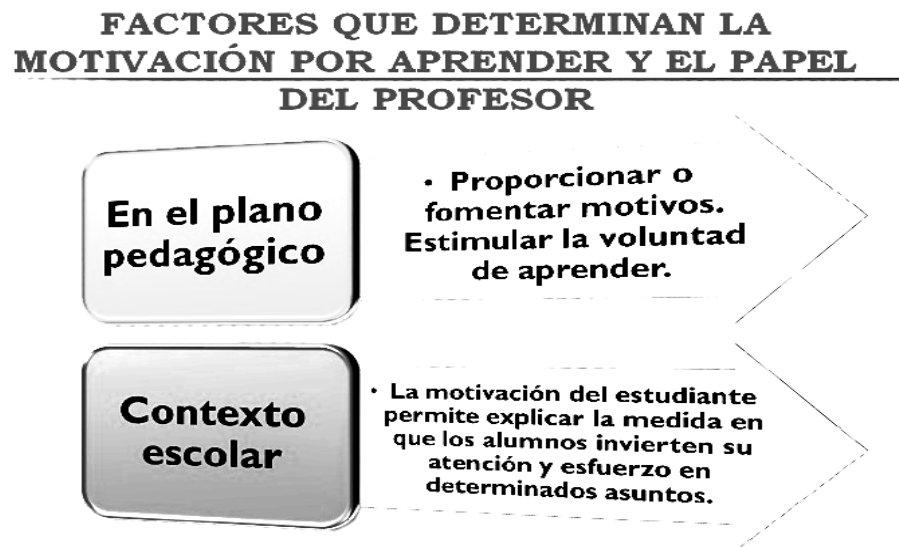 FACTORES QUE DETERMINAN LA
MOTIVACIÓN POR APRENDER Y EL PAPEL
DEL PROFESOR
En el plano
pedagógico
• Proporcionar o
fomentar motivos.
Estimular la voluntad
de aprender.
Contexto
escolar
• La motivación del estudiante
permite explicar la medida en
que los alumnos invierten su
atención y esfuerzo en
determinados asuntos.